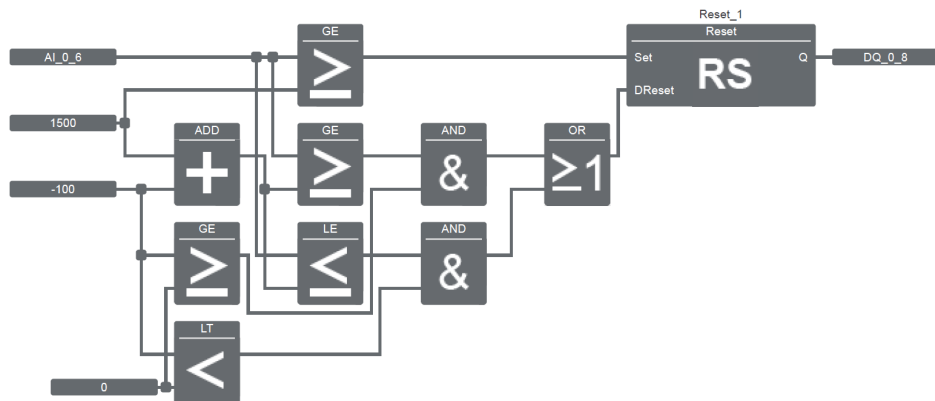 Reset_1
GE
Reset
AI_0_6
≥
Set
Q
DQ_0_8
RS
DReset
1500
ADD
GE
AND
OR
+
≥
&
≥1
-100
GE
LE
AND
≥
≤
&
LT
<
0